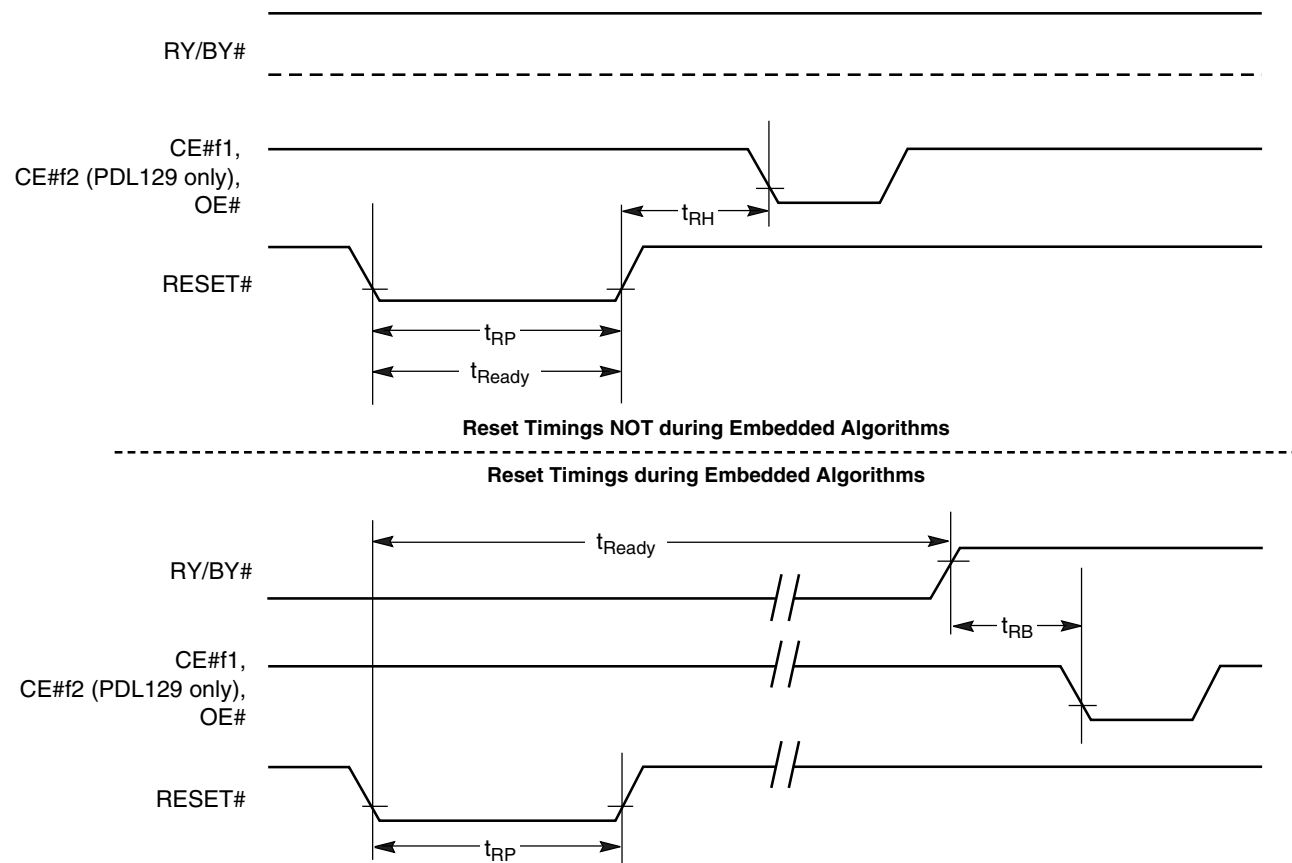 RY/BY#
CE#f1,
CE#f2 (PDL129 only),
OE#
tRH
RESET#
tRP
tReady
Reset Timings NOT during Embedded Algorithms
Reset Timings during Embedded Algorithms
tReady
RY/BY#
tRB
CE#f1,
CE#f2 (PDL129 only),
OE#
RESET#
tRP